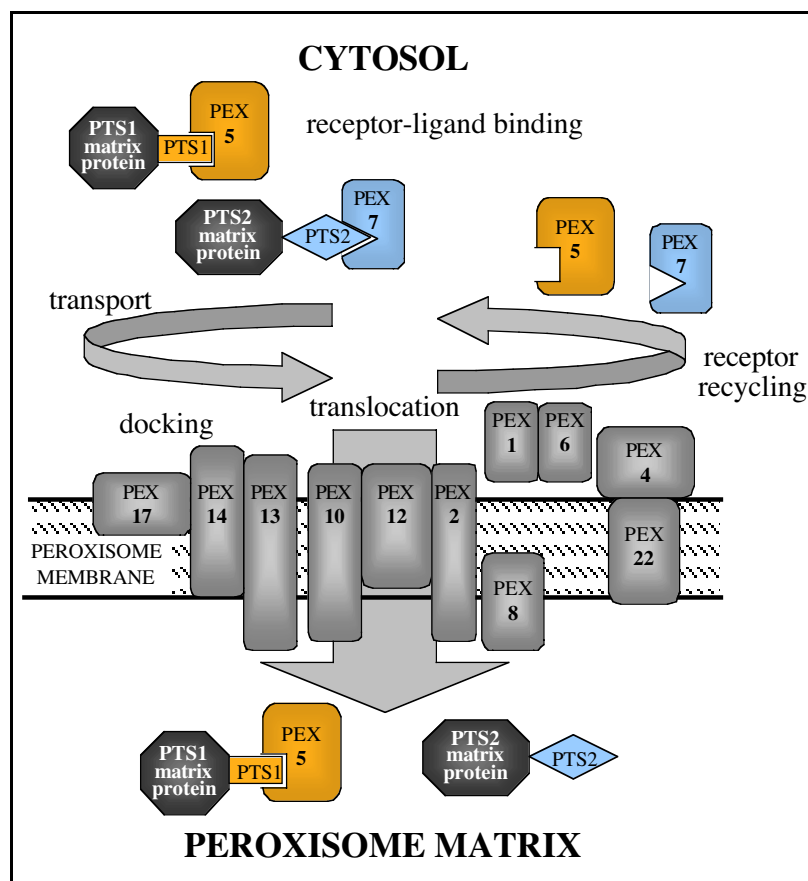 CYTOSOL
PTS1
matrix
protein
PTS1
PEX
5
receptor-ligand binding
PTS2
matrix
protein
PTS2
PEX
7
PEX
5
PEX
7
transport
receptor
recycling
docking
translocation
PEX
17
PEX
14
PEX
13
PEX
10
PEX
12
PEX
2
PEX
1
PEX
6
PEX
4
PEX
22
PEX
8
PEROXISOME
MEMBRANE
PTS1
matrix
protein
PTS1
PEX
5
PTS2
matrix
protein
PTS2
PEROXISOME MATRIX